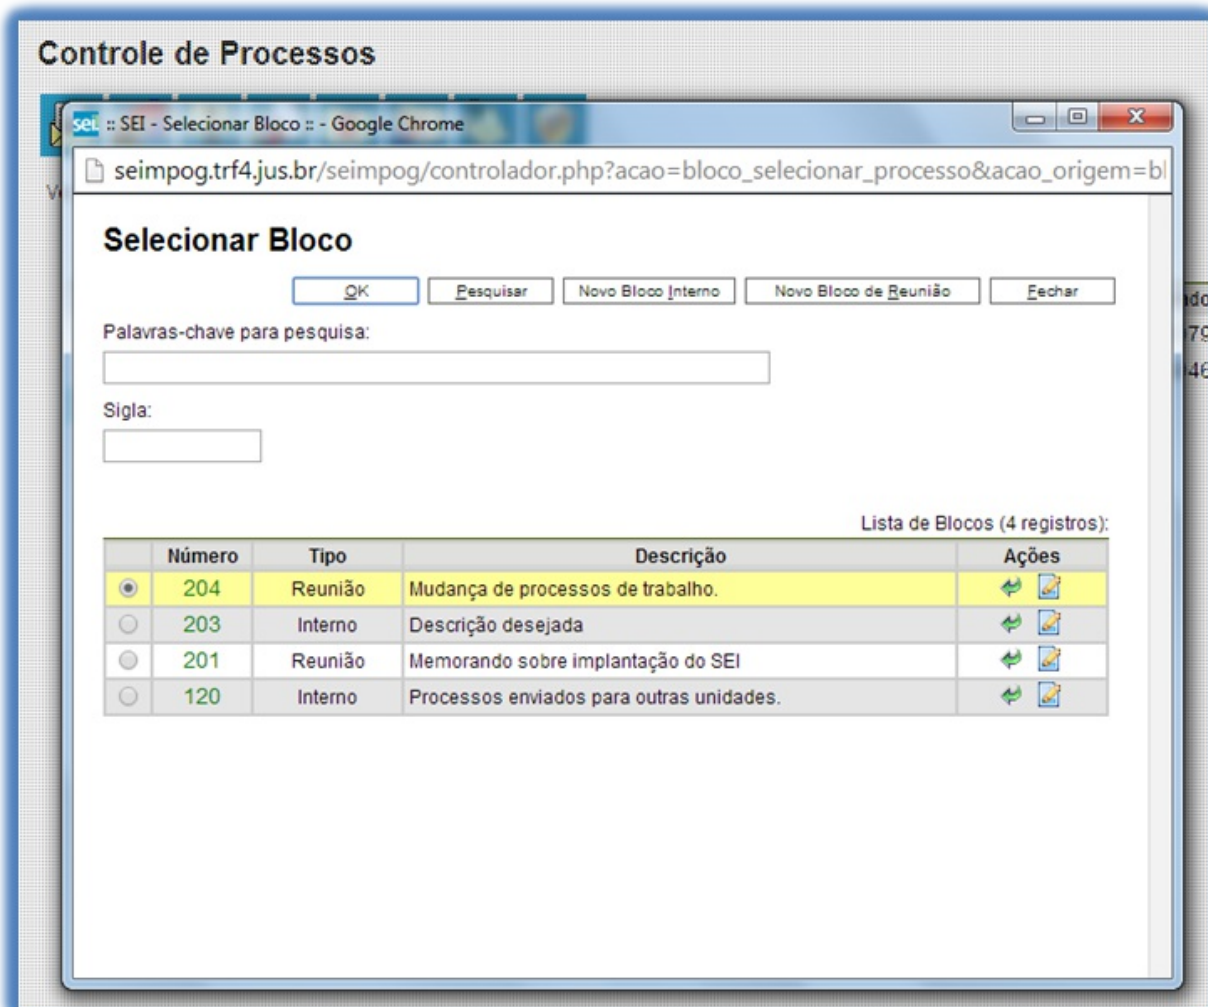 Controle de Processos
sei. :: SEI - Selecionar Bloco :: - Google Chrome
seimpog.trf4.jus.br/seimpog/controlador.php?acao=bloco_selecionar_processo&acao_origem=bl
Selecionar Bloco
OK Pesquisar Novo Bloco Interno Novo Bloco de Reunião Fechar
Palavras-chave para pesquisa:
Sigla:
Lista de Blocos (4 registros):
Número Tipo Descrição Ações
204 Reunião Mudança de processos de trabalho.
203 Interno Descrição desejada
201 Reunião Memorando sobre implantação do SEI
120 Interno Processos enviados para outras unidades.